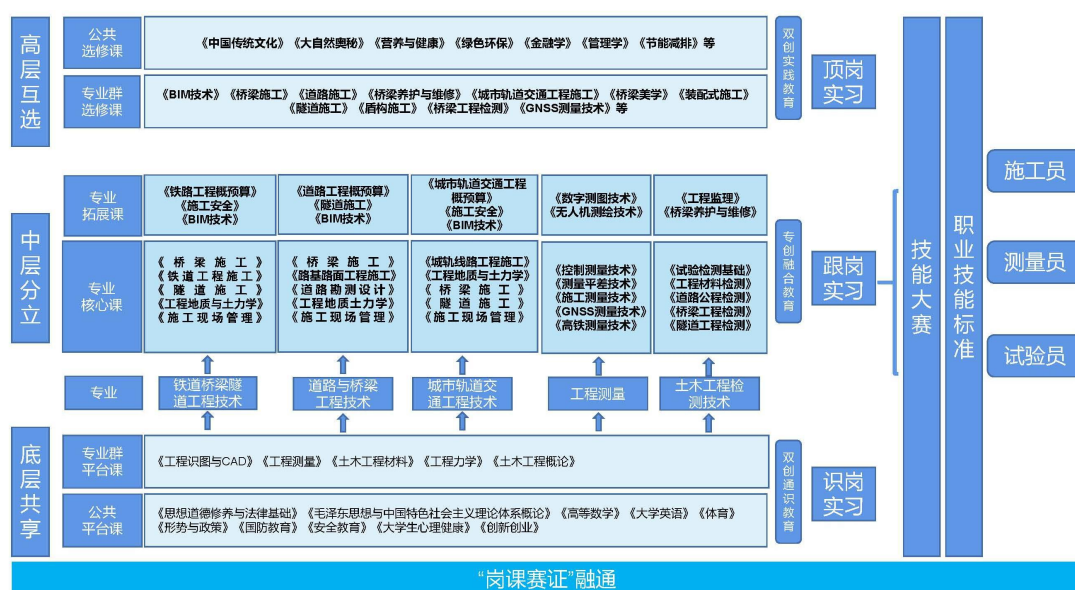 高层互选
公共
选修课
《中国传统文化》《大自然奥秘》《营养与健康》《绿色环保》《金融学》《管理学》《节能减排》等
专业群
选修课
《BIM技术》《桥梁施工》《道路施工》《桥梁养护与维修》《城市轨道交通工程施工》《桥梁美学》《装配式施工》
《隧道施工》《盾构施工》《桥梁工程检测》《GNSS测量技术》等
双创实践教育
顶岗
实习
中层分立
专业
拓展课
《铁路工程概预算》
《施工安全》
《BIM技术》
《道路工程概预算》
《隧道施工》
《BIM技术》
《城市轨道交通工程
概预算》
《施工安全》
《BIM技术》
《数字测图技术》
《无人机测绘技术》
《工程监理》
《桥梁养护与维修》
专业
核心课
《桥梁施工》
《铁道工程施工》
《隧道施工》
《工程地质与土力学》
《施工现场管理》
《桥梁施工》
《路基路面工程施工》
《道路勘测设计》
《工程地质土力学》
《施工现场管理》
《城轨线路工程施工》
《工程地质与土力学》
《桥梁施工》
《隧道施工》
《施工现场管理》
《控制测量技术》
《测量平差技术》
《施工测量技术》
《GNSS测量技术》
《高铁测量技术》
《试验检测基础》
《工程材料检测》
《道路公程检测》
《桥梁工程检测》
《隧道工程检测》
专创融合教育
跟岗
实习
专业
铁道桥梁隧
道工程技术
道路与桥梁
工程技术
城市轨道交
通工程技术
工程测量
土木工程检
测技术
底层共享
专业群
平台课
《工程识图与CAD》《工程测量》《土木工程材料》《工程力学》《土木工程概论》
公共
平台课
《思想道德修养与法律基础》《毛泽东思想与中国特色社会主义理论体系概论》《高等数学》《大学英语》《体育》
《形势与政策》《国防教育》《安全教育》《大学生心理健康》《创新创业》
双创通识教育
识岗
实习
技能大赛
职业技能标准
施工员
测量员
试验员
“岗课赛证”融通